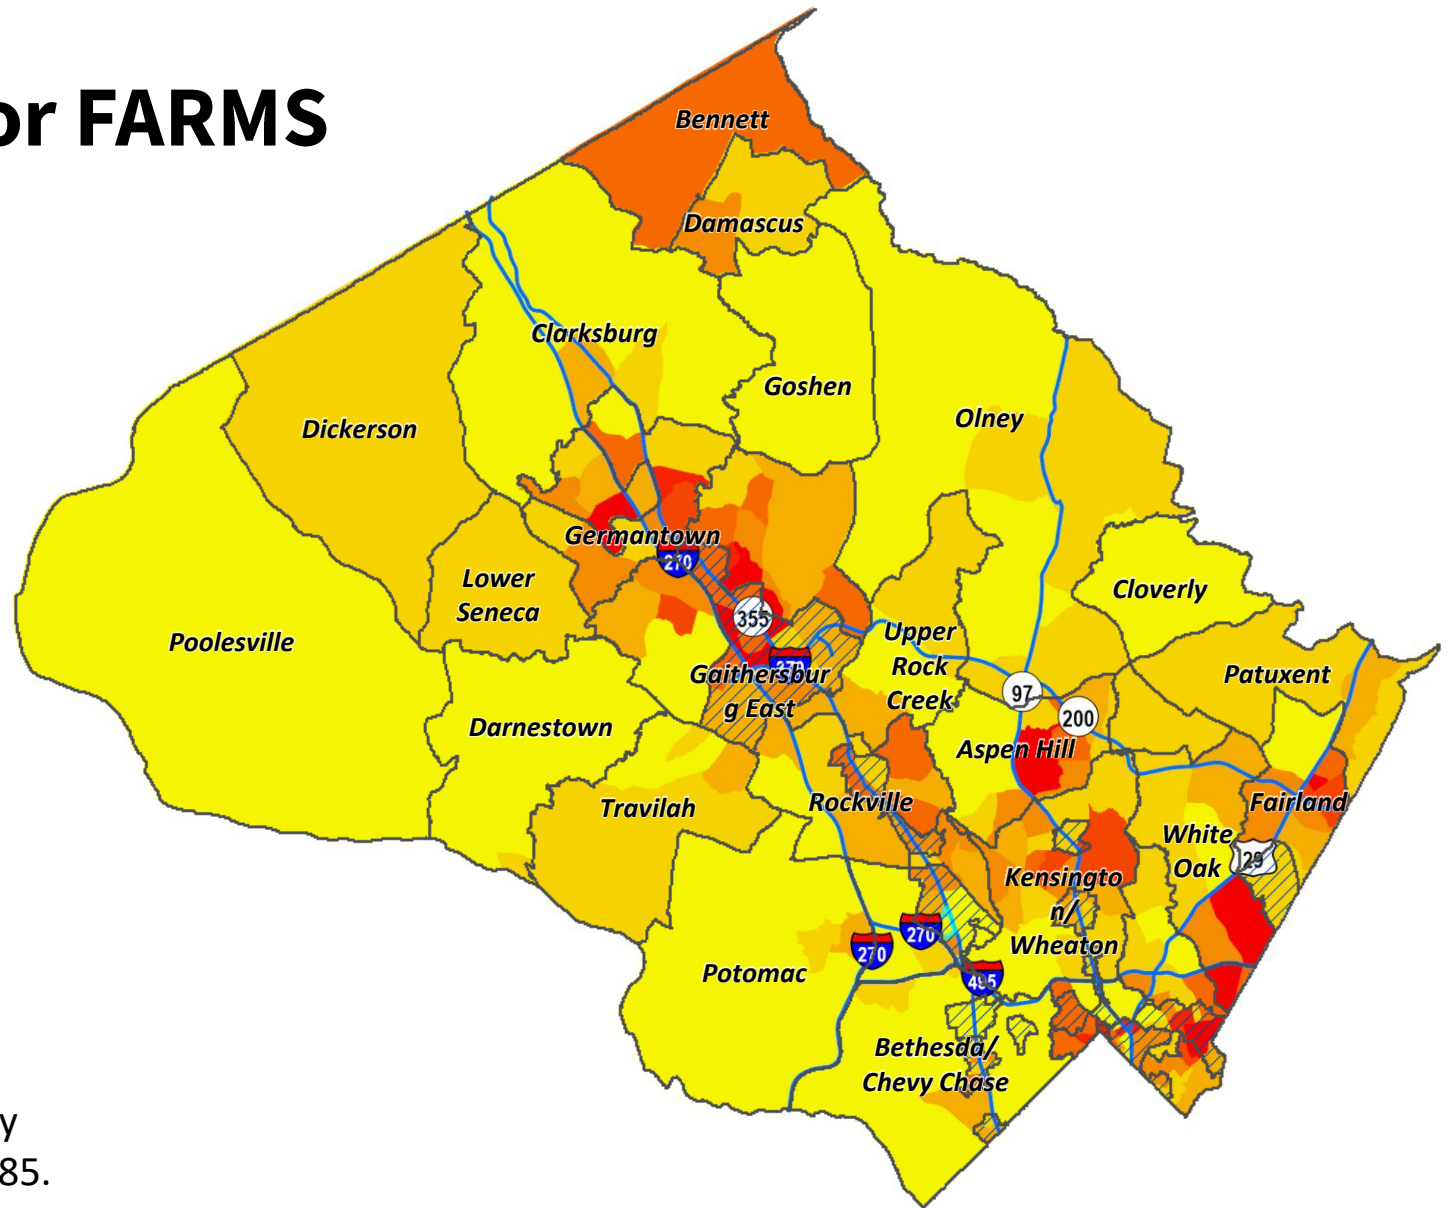 or FARMS
Bennett
Damascus
Clarksburg
Goshen
Dickerson
Olney
Germantown
270
Lower
Seneca
Cloverly
355
Poolesville
Upper
Rock
Creek
270
Gaithersbur
g East
Patuxent
97
200
Darnestown
Aspen Hill
Travilah
Rockville
Fairland
White
Oak
29
Kensingto
n/
Wheaton
270
270
Potomac
495
Bethesda/
Chevy Chase
y
85.